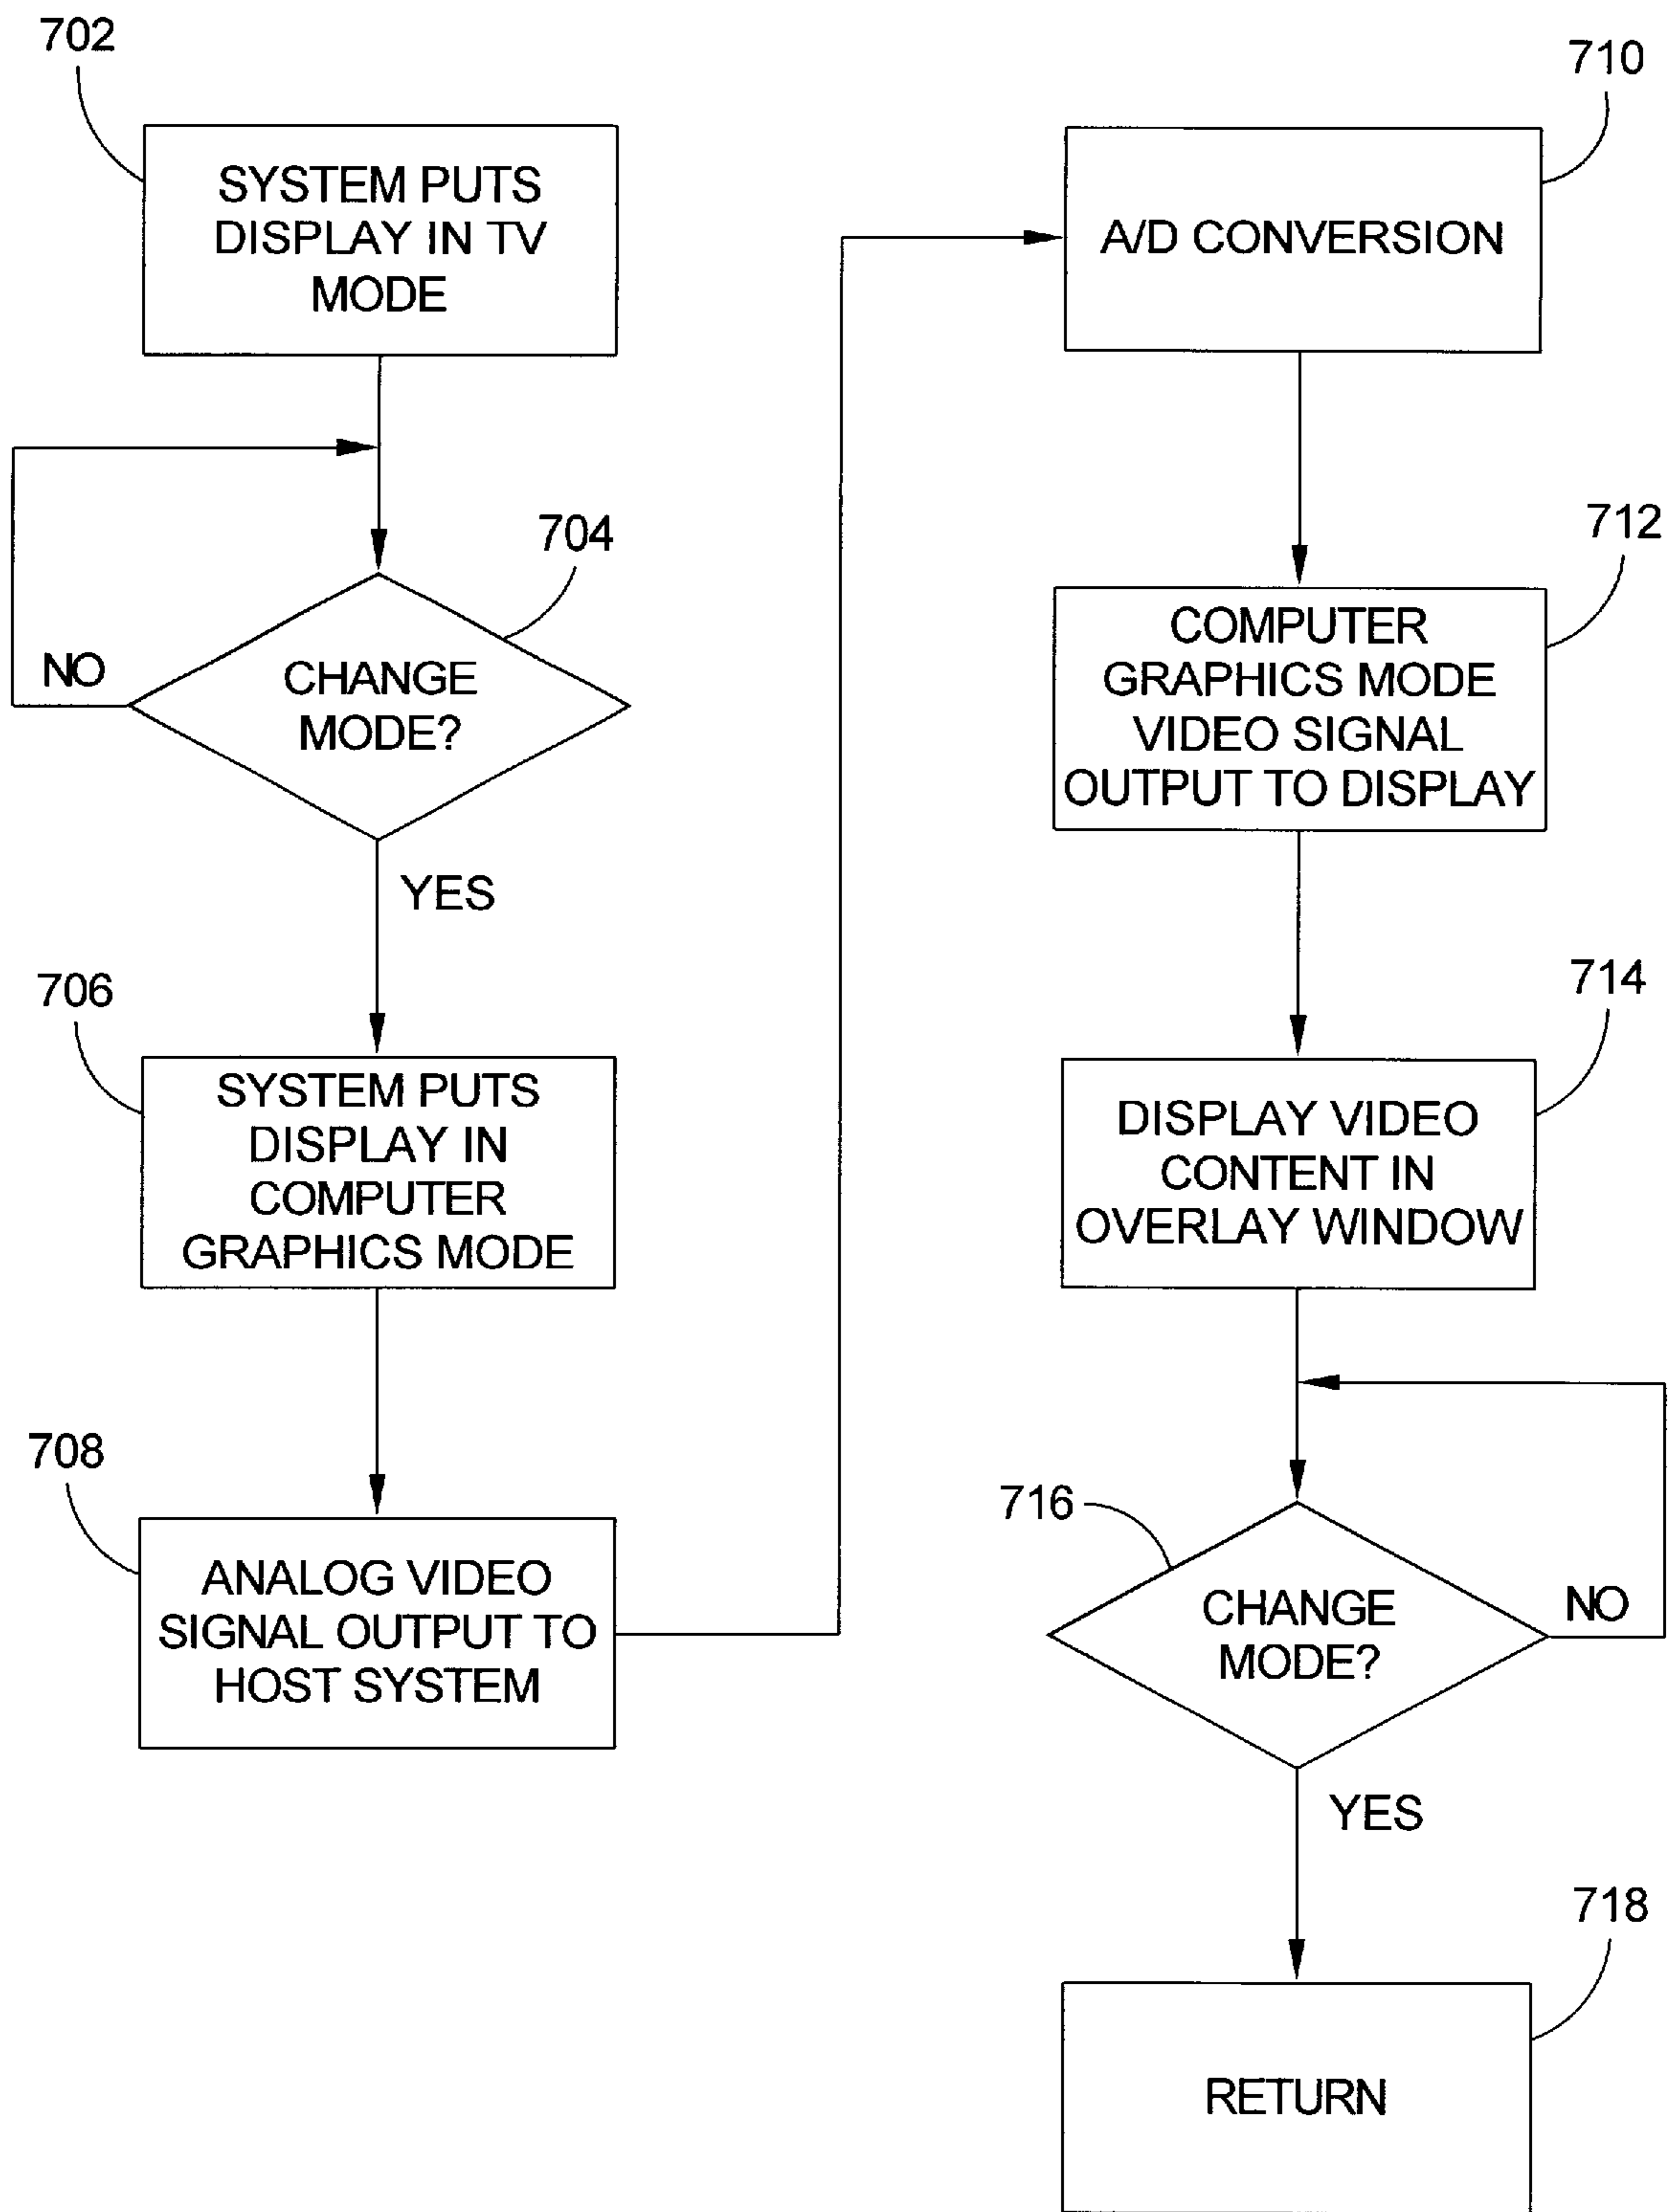 702
SYSTEM PUTS
DISPLAY IN TV
MODE
704
CHANGE
MODE?
NO
YES
706
SYSTEM PUTS
DISPLAY IN
COMPUTER
GRAPHICS MODE
708
ANALOG VIDEO
SIGNAL OUTPUT TO
HOST SYSTEM
710
A/D CONVERSION
712
COMPUTER
GRAPHICS MODE
VIDEO SIGNAL
OUTPUT TO DISPLAY
714
DISPLAY VIDEO
CONTENT IN
OVERLAY WINDOW
716
CHANGE
MODE?
NO
YES
718
RETURN